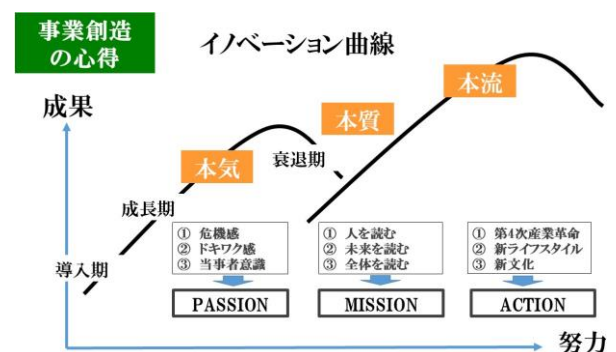 事業創造
の心得
イノベーション曲線
成果
本流
本質
本気
衰退期
成長期
導入期
① 危機感
② ドキワク感
③ 当事者意識
① 人を読む
② 未来を読む
③ 全体を読む
① 第4次産業革命
② 新ライフスタイル
③ 新文化
PASSION
MISSION
ACTION
努力